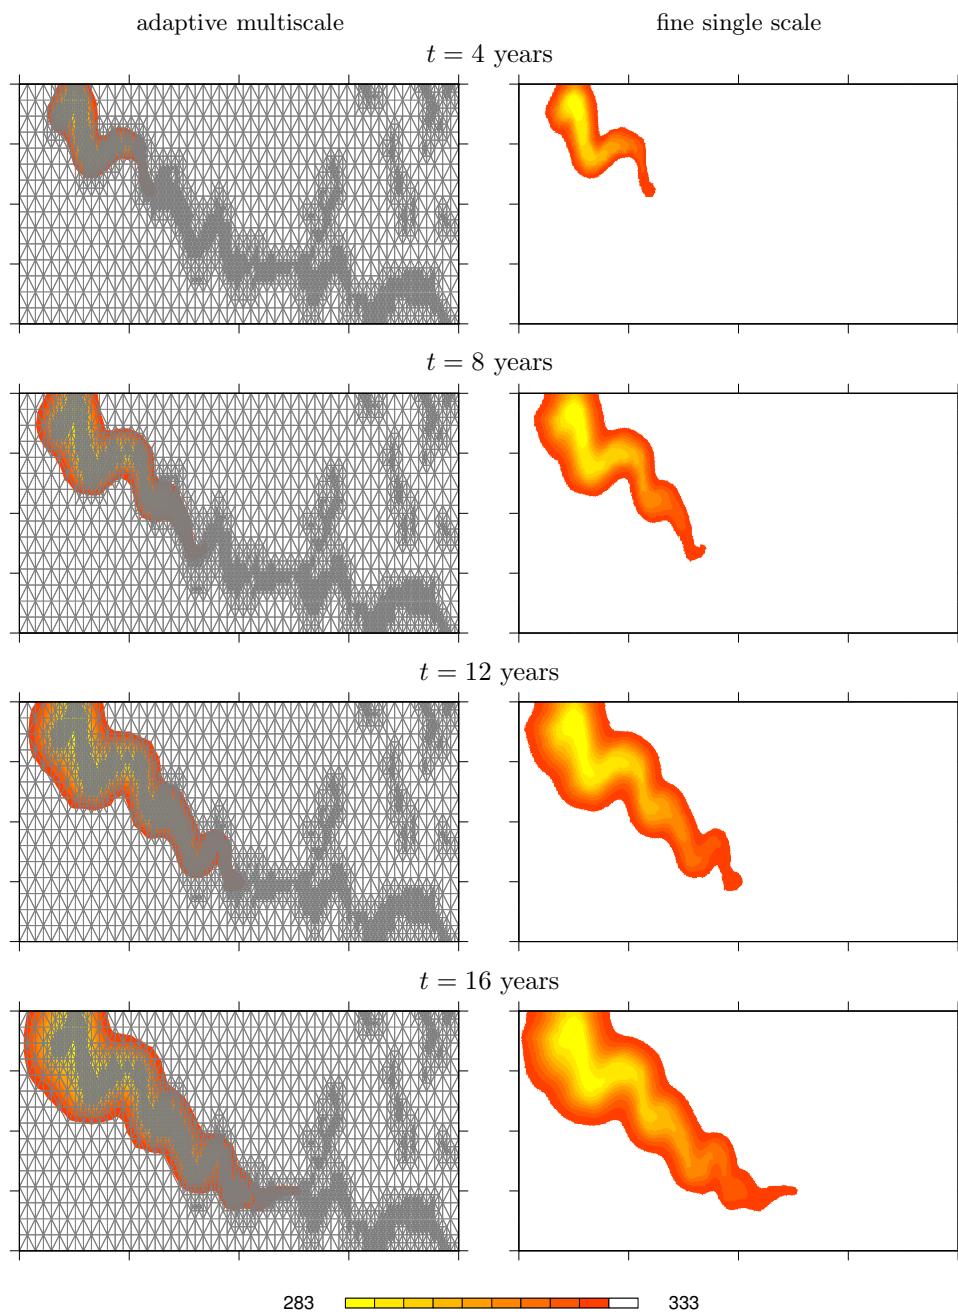 adaptive multiscale fine single scale
t = 4 years
t = 8 years
t = 12 years
t = 16 years
283 333